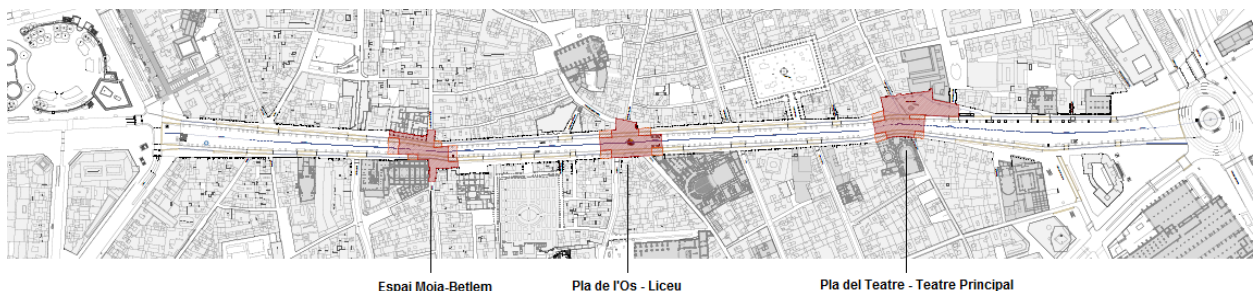 Espai Moja-Betlem
Pla de l'Os - Liceu
Pla del Teatre - Teatre Principal